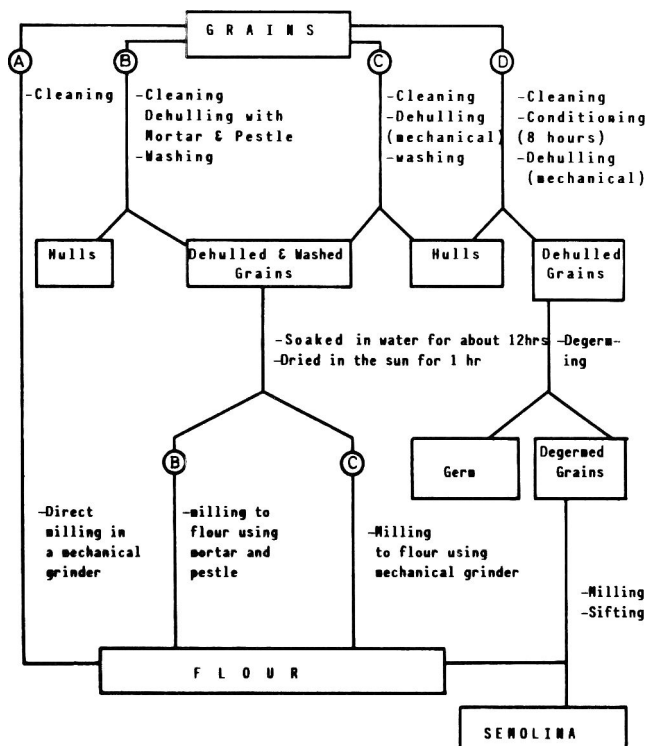 GRAINS
A
B
C
D
-Cleaning
-Cleaning
Dehulling with
Mortar & Pestle
-Washing
-Cleaning
-Dehulling
(mechanical)
-washing
-Cleaning
-Conditioning
(8 hours)
-Dehulling
(mechanical)
Hulls
Dehulled & Washed
Grains
Hulls
Dehulled
Grains
-Soaked in water for about 12hrs
-Dried in the sun for 1 hr
-Degerm-
ing
B
C
Germ
Degermed
Grains
-Direct
milling in
a mechanical
grinder
-milling to
flour using
mortar and
pestle
-Milling
to flour using
mechanical grinder
-Milling
-Sifting
FLOUR
SEMOLINA